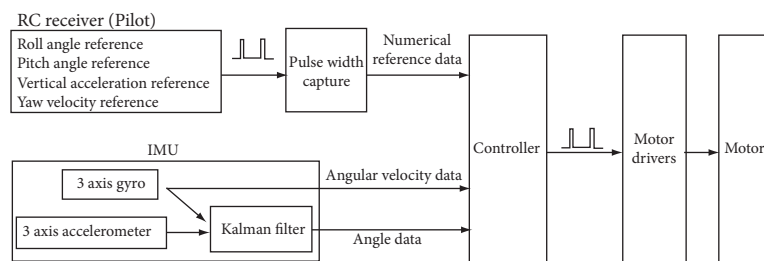 RC receiver (Pilot)
Roll angle reference
Pitch angle reference
Vertical acceleration reference
Yaw velocity reference
Pulse width
capture
Numerical
reference data
Controller
Motor
drivers
Motor
IMU
3 axis gyro
3 axis accelerometer
Kalman filter
Angular velocity data
Angle data